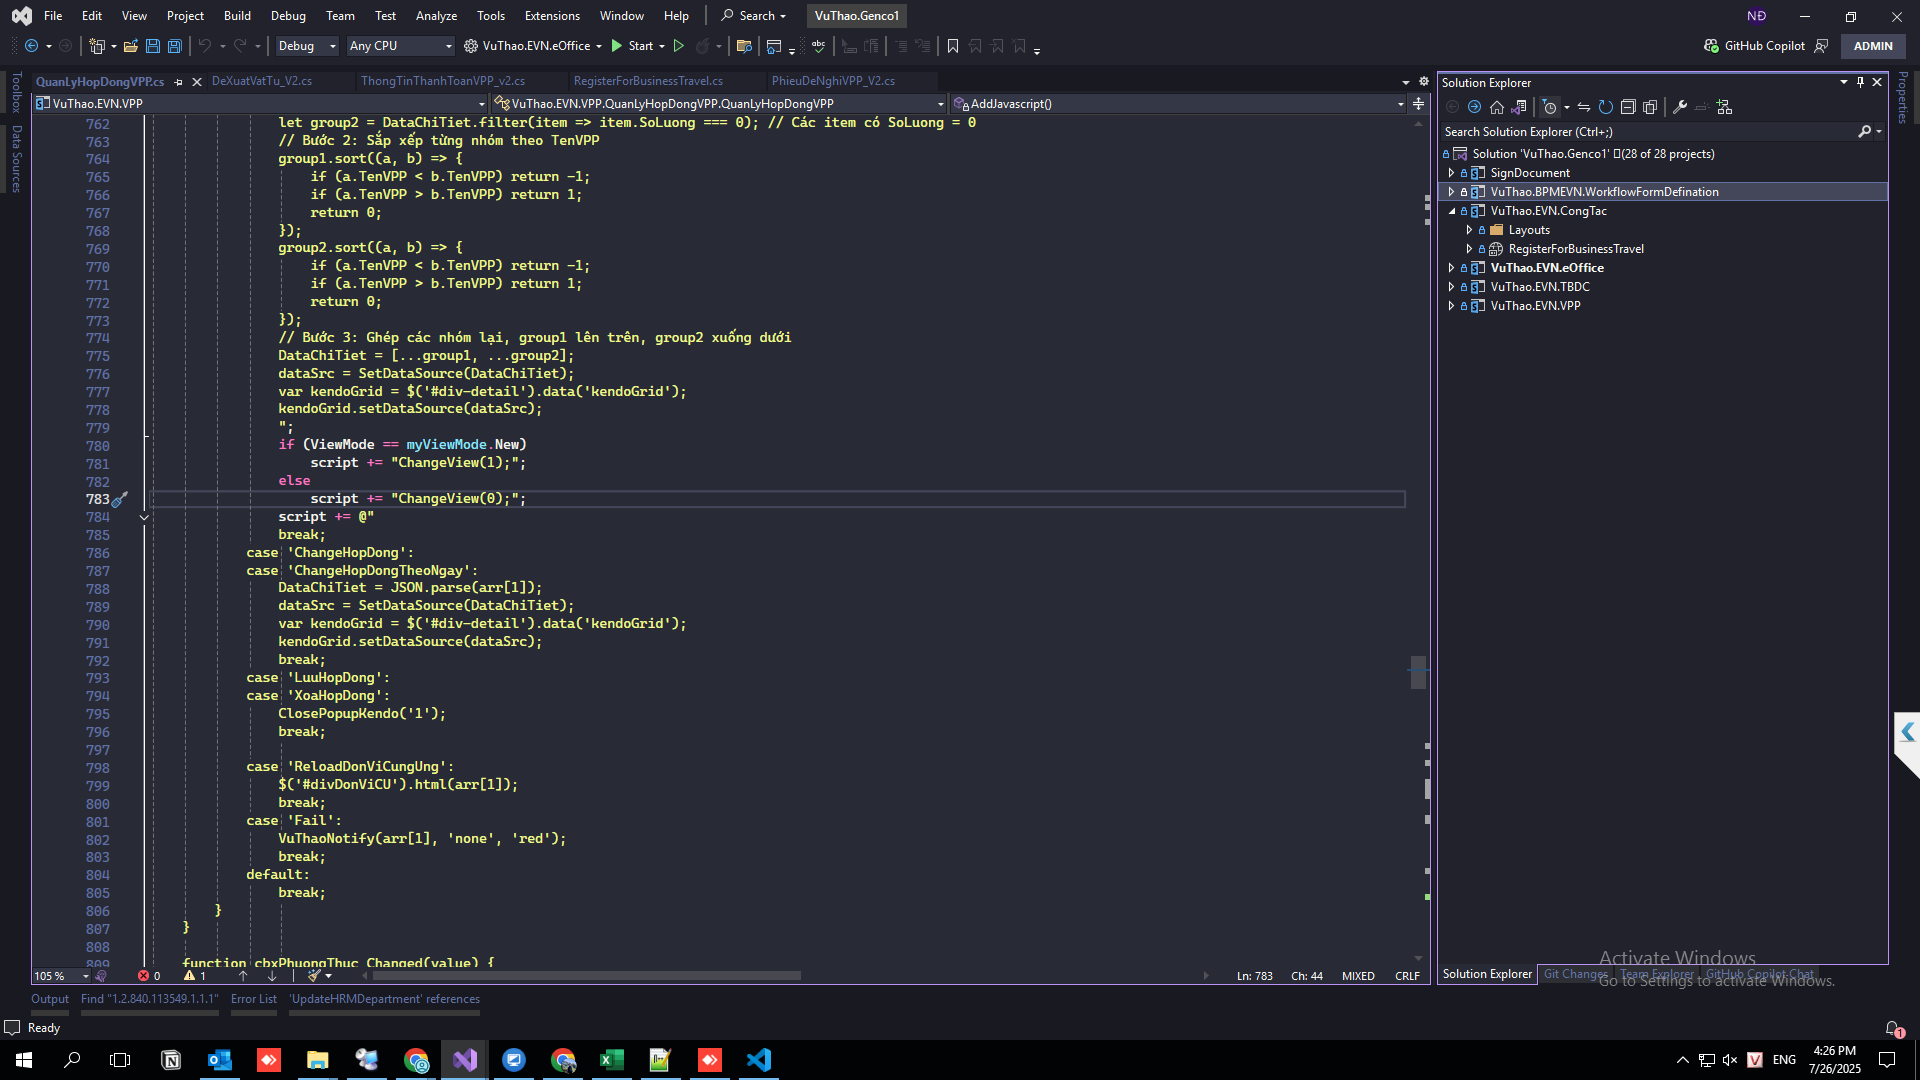 File Edit View Project Build Debug Team Test Analyze Tools Extensions Window Help Search VuThao.Genco1 NĐ
Debug Any CPU VuThao.EVN.eOffice Start GitHub Copilot ADMIN
QuanLyHopDongVPP.cs DeXuatVatTu_V2.cs ThongTinThanhToanVPP_v2.cs RegisterForBusinessTravel.cs PhieuDeNghiVPP_V2.cs
VuThao.EVN.VPP VuThao.EVN.VPP.QuanLyHopDongVPP.QuanLyHopDongVPP AddJavascript()
Toolbox
Data Sources
762 let group2 = DataChiTiet.filter(item => item.SoLuong === 0); // Các item có SoLuong = 0
763 // Bước 2: Sắp xếp từng nhóm theo TenVPP
764 group1.sort((a, b) => {
765 if (a.TenVPP < b.TenVPP) return -1;
766 if (a.TenVPP > b.TenVPP) return 1;
767 return 0;
768 });
769 group2.sort((a, b) => {
770 if (a.TenVPP < b.TenVPP) return -1;
771 if (a.TenVPP > b.TenVPP) return 1;
772 return 0;
773 });
774 // Bước 3: Ghép các nhóm lại, group1 lên trên, group2 xuống dưới
775 DataChiTiet = [...group1, ...group2];
776 dataSrc = SetDataSource(DataChiTiet);
777 var kendoGrid = $('#div-detail').data('kendoGrid');
778 kendoGrid.setDataSource(dataSrc);
779 ";
780 if (ViewMode == myViewMode.New)
781 script += "ChangeView(1);";
782 else
783 script += "ChangeView(0);";
784 script += @"
785 break;
786 case 'ChangeHopDong':
787 case 'ChangeHopDongTheoNgay':
788 DataChiTiet = JSON.parse(arr[1]);
789 dataSrc = SetDataSource(DataChiTiet);
790 var kendoGrid = $('#div-detail').data('kendoGrid');
791 kendoGrid.setDataSource(dataSrc);
792 break;
793 case 'LuuHopDong':
794 case 'XoaHopDong':
795 ClosePopupKendo('1');
796 break;
797
798 case 'ReloadDonViCungUng':
799 $('#divDonViCU').html(arr[1]);
800 break;
801 case 'Fail':
802 VuThaoNotify(arr[1], 'none', 'red');
803 break;
804 default:
805 break;
806 }
807 }
808
809 function cbxPhuongThuc_Changed(value) {
105 % 0 1 Ln: 783 Ch: 44 MIXED CRLF
Solution Explorer
Search Solution Explorer (Ctrl+;)
Solution 'VuThao.Genco1' (28 of 28 projects)
SignDocument
VuThao.BPMEVN.WorkflowFormDefination
VuThao.EVN.CongTac
Layouts
RegisterForBusinessTravel
VuThao.EVN.eOffice
VuThao.EVN.TBDC
VuThao.EVN.VPP
Properties
Activate Windows
Go to Settings to activate Windows.
Solution Explorer Git Changes Team Explorer GitHub Copilot Chat
Output Find "1.2.840.113549.1.1.1" Error List 'UpdateHRMDepartment' references
Ready 1
ENG 4:26 PM
7/26/2025